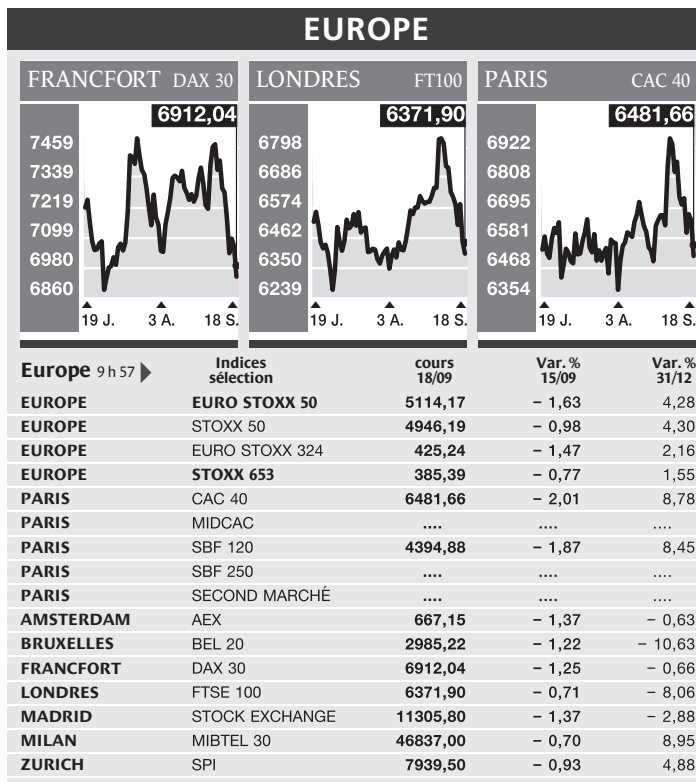 EUROPE
FRANCFORT DAX 30
6912,04
7459
7339
7219
7099
6980
6860
19 J. 3 A. 18 S.
LONDRES FT100
6371,90
6798
6686
6574
6462
6350
6239
19 J. 3 A. 18 S.
PARIS CAC 40
6481,66
6922
6808
6695
6581
6468
6354
19 J. 3 A. 18 S.
Europe 9 h 57 Indices sélection cours 18/09 Var. % 15/09 Var. % 31/12
EUROPE EURO STOXX 50 5114,17 – 1,63 4,28
EUROPE STOXX 50 4946,19 – 0,98 4,30
EUROPE EURO STOXX 324 425,24 – 1,47 2,16
EUROPE STOXX 653 385,39 – 0,77 1,55
PARIS CAC 40 6481,66 – 2,01 8,78
PARIS MIDCAC .... .... ....
PARIS SBF 120 4394,88 – 1,87 8,45
PARIS SBF 250 .... .... ....
PARIS SECOND MARCHÉ .... .... ....
AMSTERDAM AEX 667,15 – 1,37 – 0,63
BRUXELLES BEL 20 2985,22 – 1,22 – 10,63
FRANCFORT DAX 30 6912,04 – 1,25 – 0,66
LONDRES FTSE 100 6371,90 – 0,71 – 8,06
MADRID STOCK EXCHANGE 11305,80 – 1,37 – 2,88
MILAN MIBTEL 30 46837,00 – 0,70 8,95
ZURICH SPI 7939,50 – 0,93 4,88